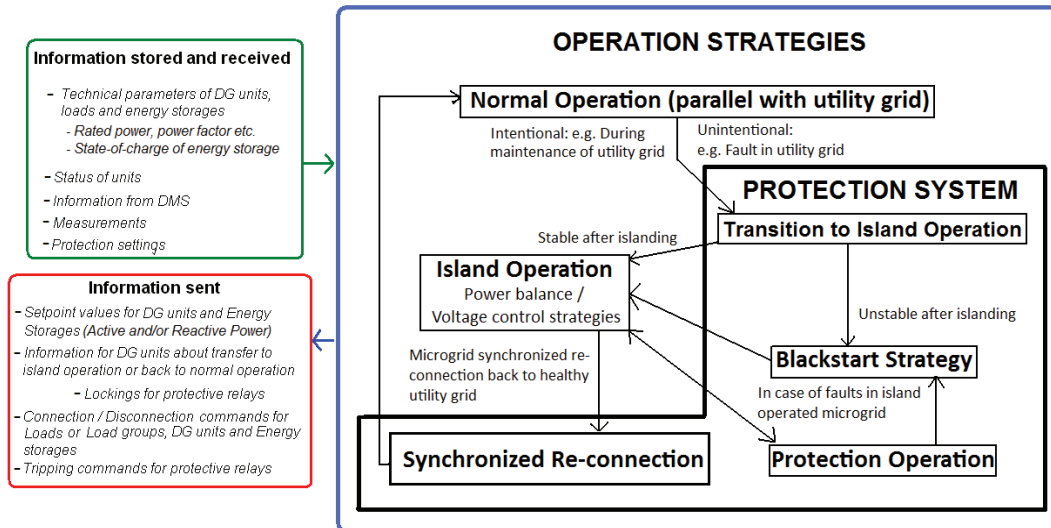 Information stored and received
- Technical parameters of DG units,
loads and energy storages
- Rated power, power factor etc.
- State-of-charge of energy storage
- Status of units
- Information from DMS
- Measurements
- Protection settings
Information sent
- Setpoint values for DG units and Energy
Storages (Active and/or Reactive Power)
- Information for DG units about transfer to
island operation or back to normal operation
- Lockings for protective relays
- Connection / Disconnection commands for
Loads or Load groups, DG units and Energy
storages
- Tripping commands for protective relays
OPERATION STRATEGIES
Normal Operation (parallel with utility grid)
Intentional: e.g. During
maintenance of utility grid
Unintentional:
e.g. Fault in utility grid
PROTECTION SYSTEM
Transition to Island Operation
Stable after islanding
Island Operation
Power balance /
Voltage control strategies
Unstable after islanding
Blackstart Strategy
Microgrid synchronized re-
connection back to healthy
utility grid
In case of faults in island
operated microgrid
Synchronized Re-connection
Protection Operation